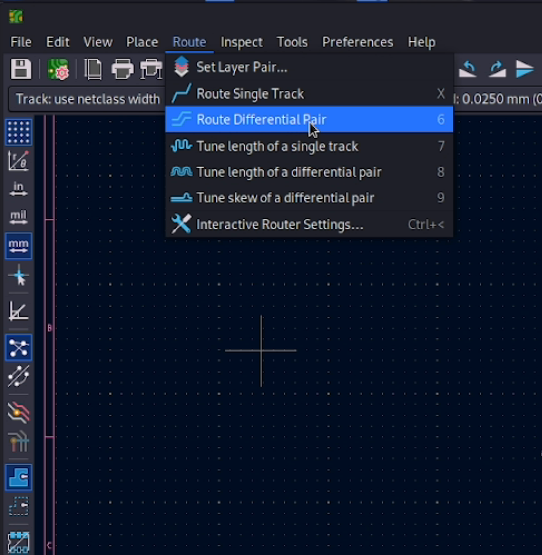 File Edit View Place Route Inspect Tools Preferences Help
Set Layer Pair...
Route Single Track X
Track: use netclass width
: 0.0250 mm (0
Route Differential Pair 6
Tune length of a single track 7
Tune length of a differential pair 8
Tune skew of a differential pair 9
Interactive Router Settings... Ctrl+<
in
mil
mm
B
C